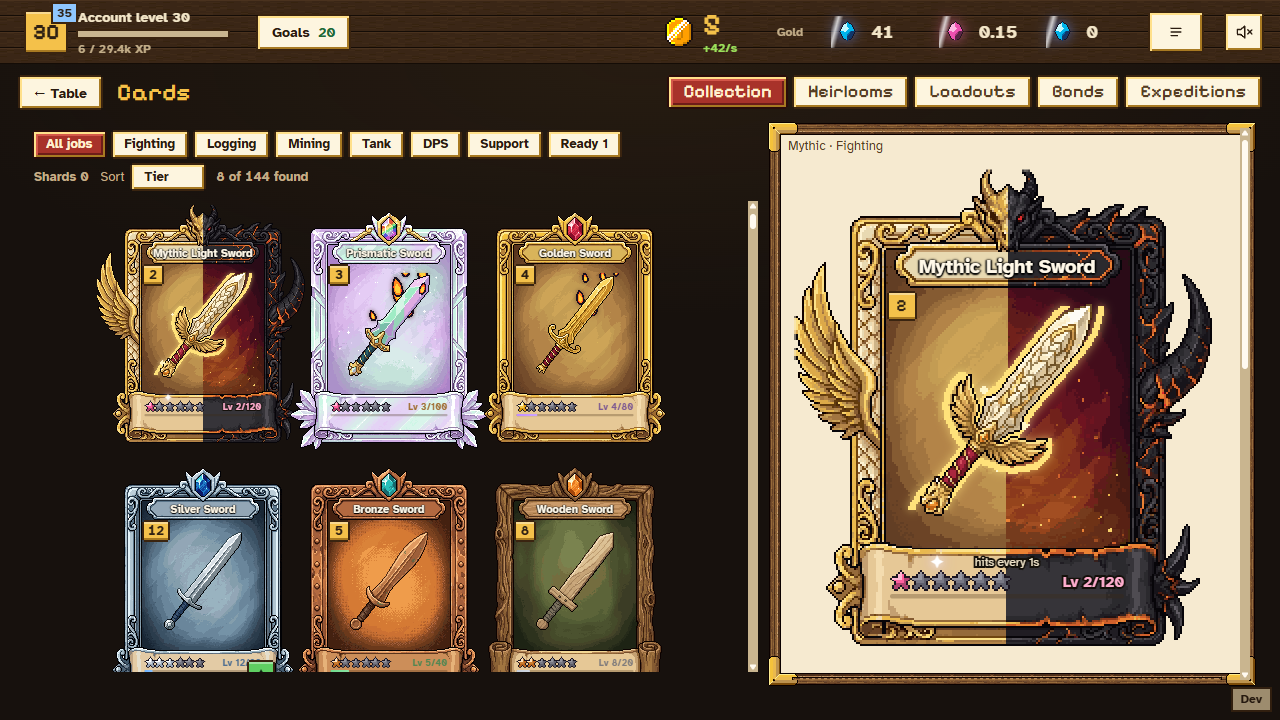 30
35
Account level 30
6 / 29.4k XP
Goals 20
8
+42/s
Gold
41
0.15
0
← Table
Cards
Collection
Heirlooms
Loadouts
Bonds
Expeditions
All jobs
Fighting
Logging
Mining
Tank
DPS
Support
Ready 1
Shards 0
Sort
Tier
8 of 144 found
Mythic Light Sword
2
Lv 2/120
Prismatic Sword
3
Lv 3/100
Golden Sword
4
Lv 4/80
Silver Sword
12
Bronze Sword
5
Lv 5/40
Wooden Sword
8
Lv 8/20
Mythic · Fighting
Mythic Light Sword
8
hits every 1s
Lv 2/120
Dev